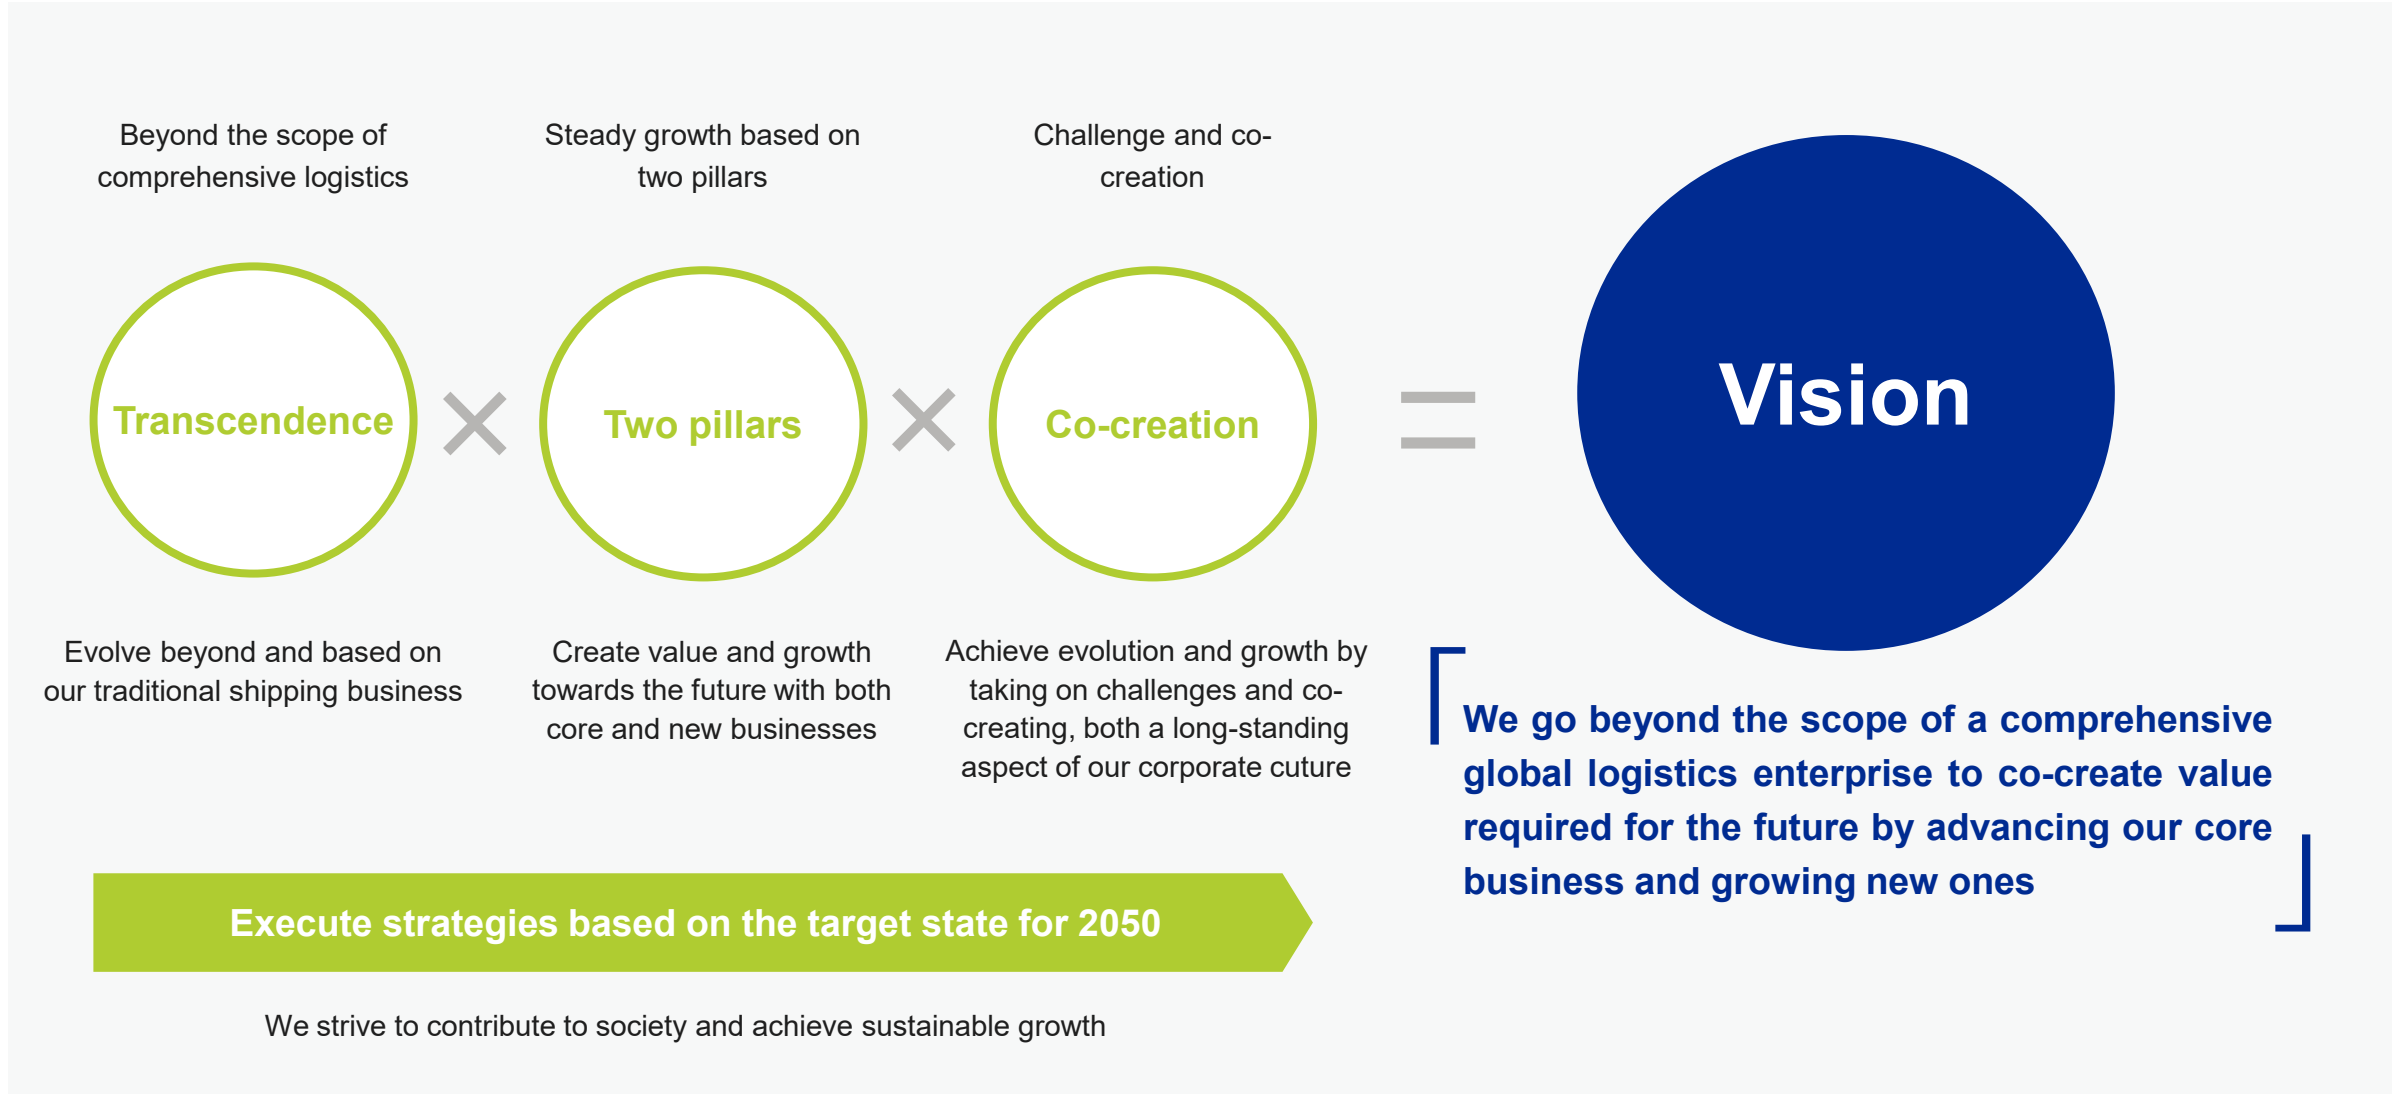 Beyond the scope of
comprehensive logistics
Transcendence
Evolve beyond and based on
our traditional shipping business
×
Steady growth based on
two pillars
Two pillars
Create value and growth
towards the future with both
core and new businesses
×
Challenge and co-
creation
Co-creation
Achieve evolution and growth by
taking on challenges and co-
creating, both a long-standing
aspect of our corporate cuture
=
Vision
「We go beyond the scope of a comprehensive
global logistics enterprise to co-create value
required for the future by advancing our core
business and growing new ones」
Execute strategies based on the target state for 2050
We strive to contribute to society and achieve sustainable growth